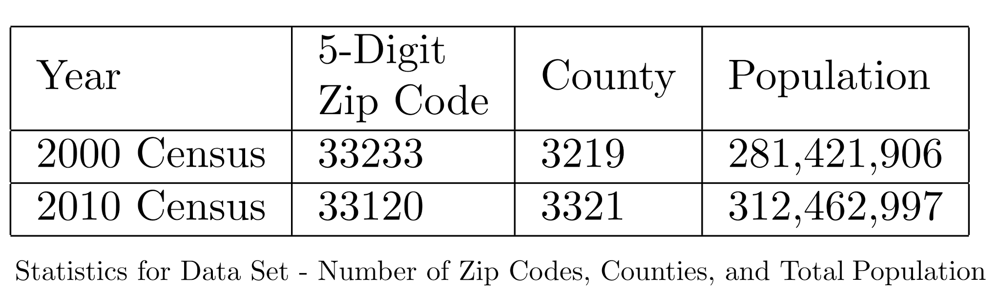 Year 5-Digit Zip Code County Population
2000 Census 33233 3219 281,421,906
2010 Census 33120 3321 312,462,997
Statistics for Data Set - Number of Zip Codes, Counties, and Total Population